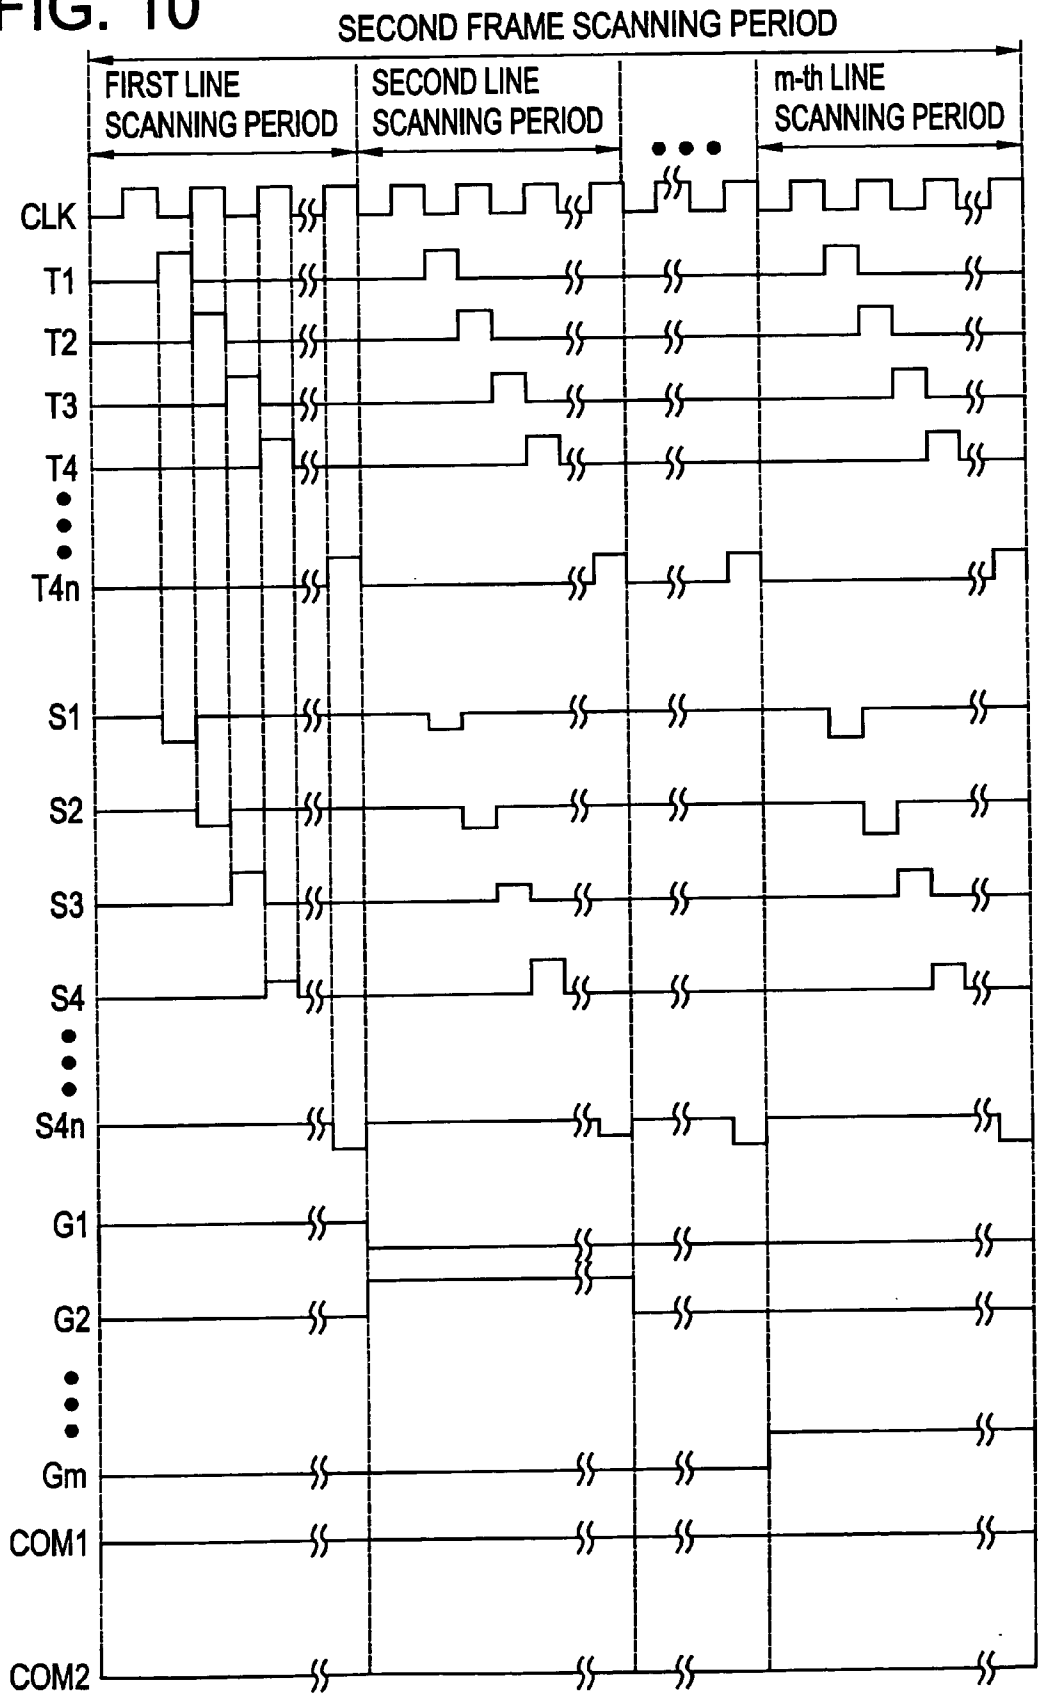 FIG. 10
SECOND FRAME SCANNING PERIOD
FIRST LINE
SCANNING PERIOD
SECOND LINE
SCANNING PERIOD
m-th LINE
SCANNING PERIOD
CLK
T1
T2
T3
T4
T4n
S1
S2
S3
S4
S4n
G1
G2
Gm
COM1
COM2